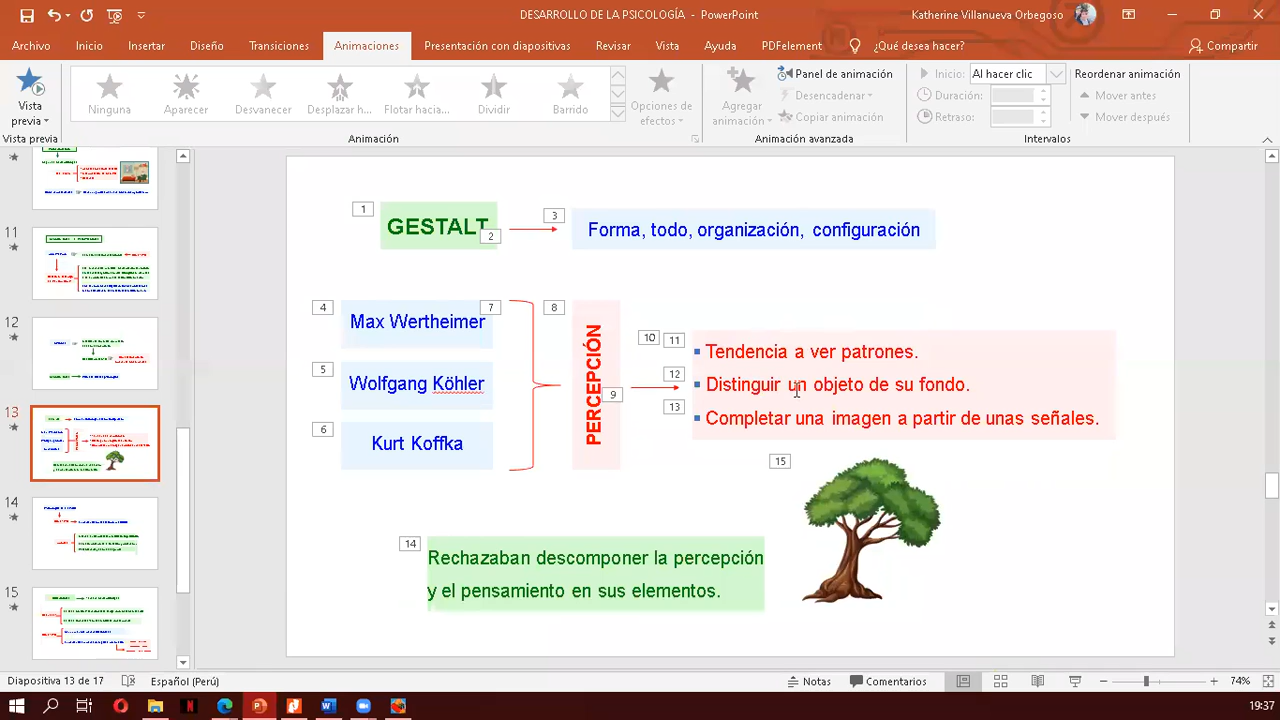 DESARROLLO DE LA PSICOLOGÍA - PowerPoint
Katherine Villanueva Orbegoso
Archivo Inicio Insertar Diseño Transiciones Animaciones Presentación con diapositivas Revisar Vista Ayuda PDFelement ¿Qué desea hacer? Compartir
Vista previa
Ninguna Aparecer Desvanecer Desplazar h... Flotar hacia... Dividir Barrido
Opciones de efectos
Agregar animación
Panel de animación
Desencadenar
Copiar animación
Inicio: Al hacer clic
Duración:
Retraso:
Reordenar animación
Mover antes
Mover después
Vista previa Animación Animación avanzada Intervalos
11
12
13
14
15
1
GESTALT
2
3
Forma, todo, organización, configuración
4
Max Wertheimer
5
Wolfgang Köhler
6
Kurt Koffka
7
8
PERCEPCIÓN
9
10
11
Tendencia a ver patrones.
12
Distinguir un objeto de su fondo.
13
Completar una imagen a partir de unas señales.
15
14
Rechazaban descomponer la percepción
y el pensamiento en sus elementos.
Diapositiva 13 de 17 Español (Perú) Notas Comentarios 74%
19:37